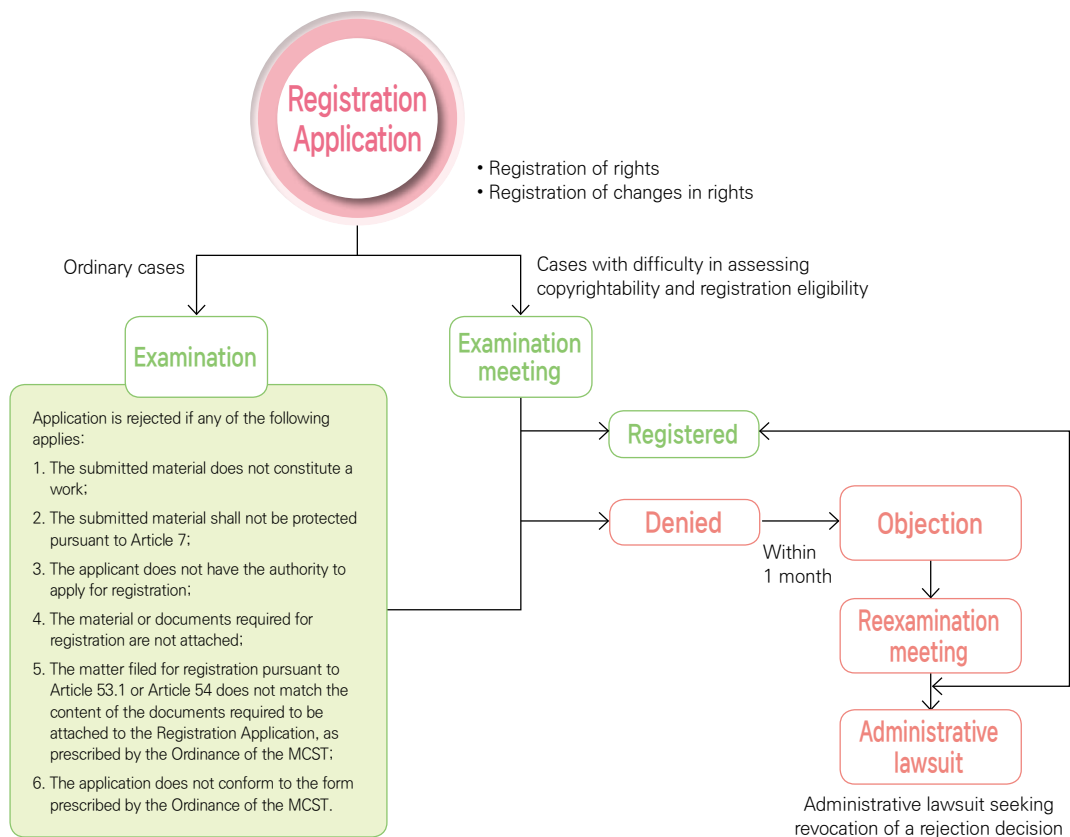 Registration
Application
• Registration of rights
• Registration of changes in rights
Ordinary cases
Cases with difficulty in assessing
copyrightability and registration eligibility
Examination
Examination
meeting
Application is rejected if any of the following
applies:
1. The submitted material does not constitute a
work;
2. The submitted material shall not be protected
pursuant to Article 7;
3. The applicant does not have the authority to
apply for registration;
4. The material or documents required for
registration are not attached;
5. The matter filed for registration pursuant to
Article 53.1 or Article 54 does not match the
content of the documents required to be
attached to the Registration Application, as
prescribed by the Ordinance of the MCST;
6. The application does not conform to the form
prescribed by the Ordinance of the MCST.
Registered
Denied
Within
1 month
Objection
Reexamination
meeting
Administrative
lawsuit
Administrative lawsuit seeking
revocation of a rejection decision